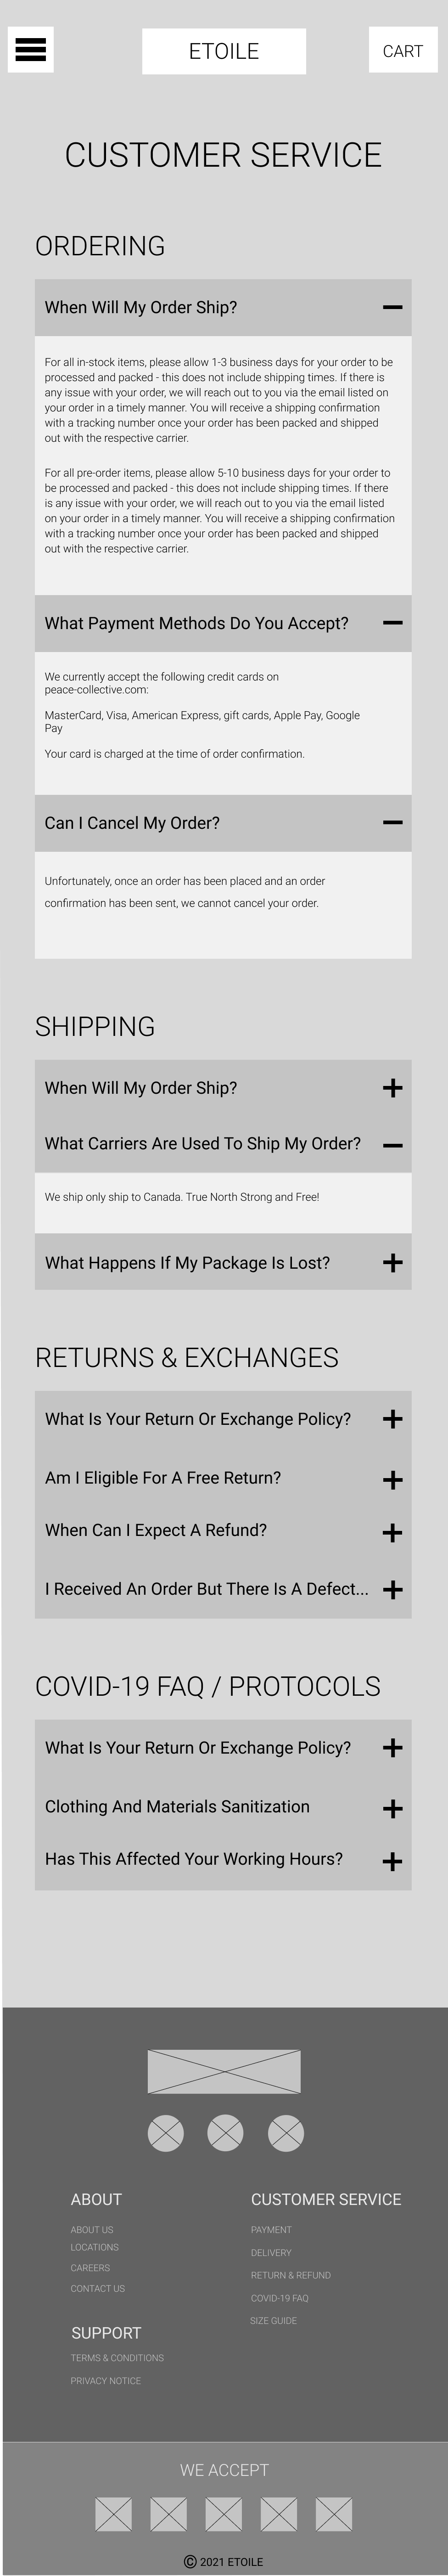 ETOILE
CART
CUSTOMER SERVICE
ORDERING
When Will My Order Ship?
For all in-stock items, please allow 1-3 business days for your order to be
processed and packed - this does not include shipping times. If there is
any issue with your order, we will reach out to you via the email listed on
your order in a timely manner. You will receive a shipping confirmation
with a tracking number once your order has been packed and shipped
out with the respective carrier.
For all pre-order items, please allow 5-10 business days for your order to
be processed and packed - this does not include shipping times. If there
is any issue with your order, we will reach out to you via the email listed
on your order in a timely manner. You will receive a shipping confirmation
with a tracking number once your order has been packed and shipped
out with the respective carrier.
What Payment Methods Do You Accept?
We currently accept the following credit cards on
peace-collective.com:
MasterCard, Visa, American Express, gift cards, Apple Pay, Google
Pay
Your card is charged at the time of order confirmation.
Can I Cancel My Order?
Unfortunately, once an order has been placed and an order
confirmation has been sent, we cannot cancel your order.
SHIPPING
When Will My Order Ship?
What Carriers Are Used To Ship My Order?
We ship only ship to Canada. True North Strong and Free!
What Happens If My Package Is Lost?
RETURNS & EXCHANGES
What Is Your Return Or Exchange Policy?
Am I Eligible For A Free Return?
When Can I Expect A Refund?
I Received An Order But There Is A Defect...
COVID-19 FAQ / PROTOCOLS
What Is Your Return Or Exchange Policy?
Clothing And Materials Sanitization
Has This Affected Your Working Hours?
ABOUT
ABOUT US
LOCATIONS
CAREERS
CONTACT US
SUPPORT
TERMS & CONDITIONS
PRIVACY NOTICE
CUSTOMER SERVICE
PAYMENT
DELIVERY
RETURN & REFUND
COVID-19 FAQ
SIZE GUIDE
WE ACCEPT
© 2021 ETOILE